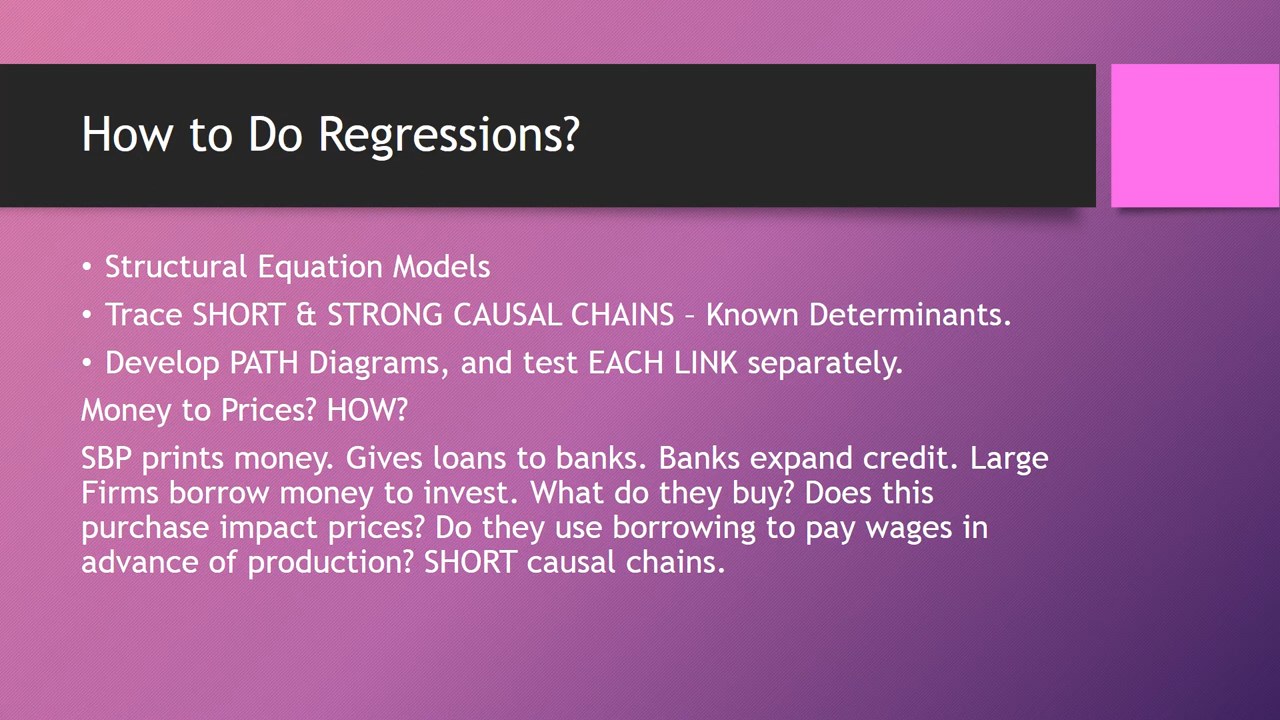 How to Do Regressions?
• Structural Equation Models
• Trace SHORT & STRONG CAUSAL CHAINS – Known Determinants.
• Develop PATH Diagrams, and test EACH LINK separately.
Money to Prices? HOW?
SBP prints money. Gives loans to banks. Banks expand credit. Large
Firms borrow money to invest. What do they buy? Does this
purchase impact prices? Do they use borrowing to pay wages in
advance of production? SHORT causal chains.